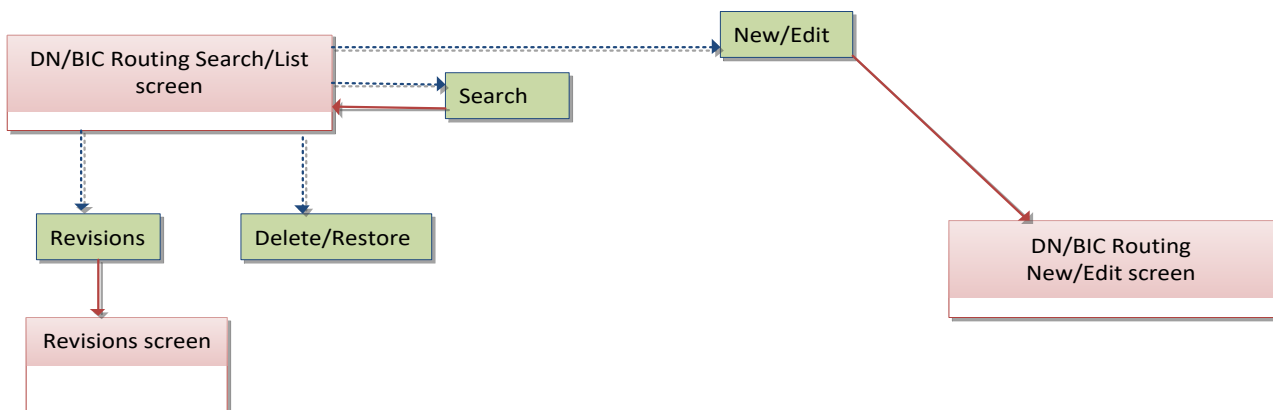 New/Edit
DN/BIC Routing Search/List
screen
Search
Revisions
Delete/Restore
DN/BIC Routing
New/Edit screen
Revisions screen